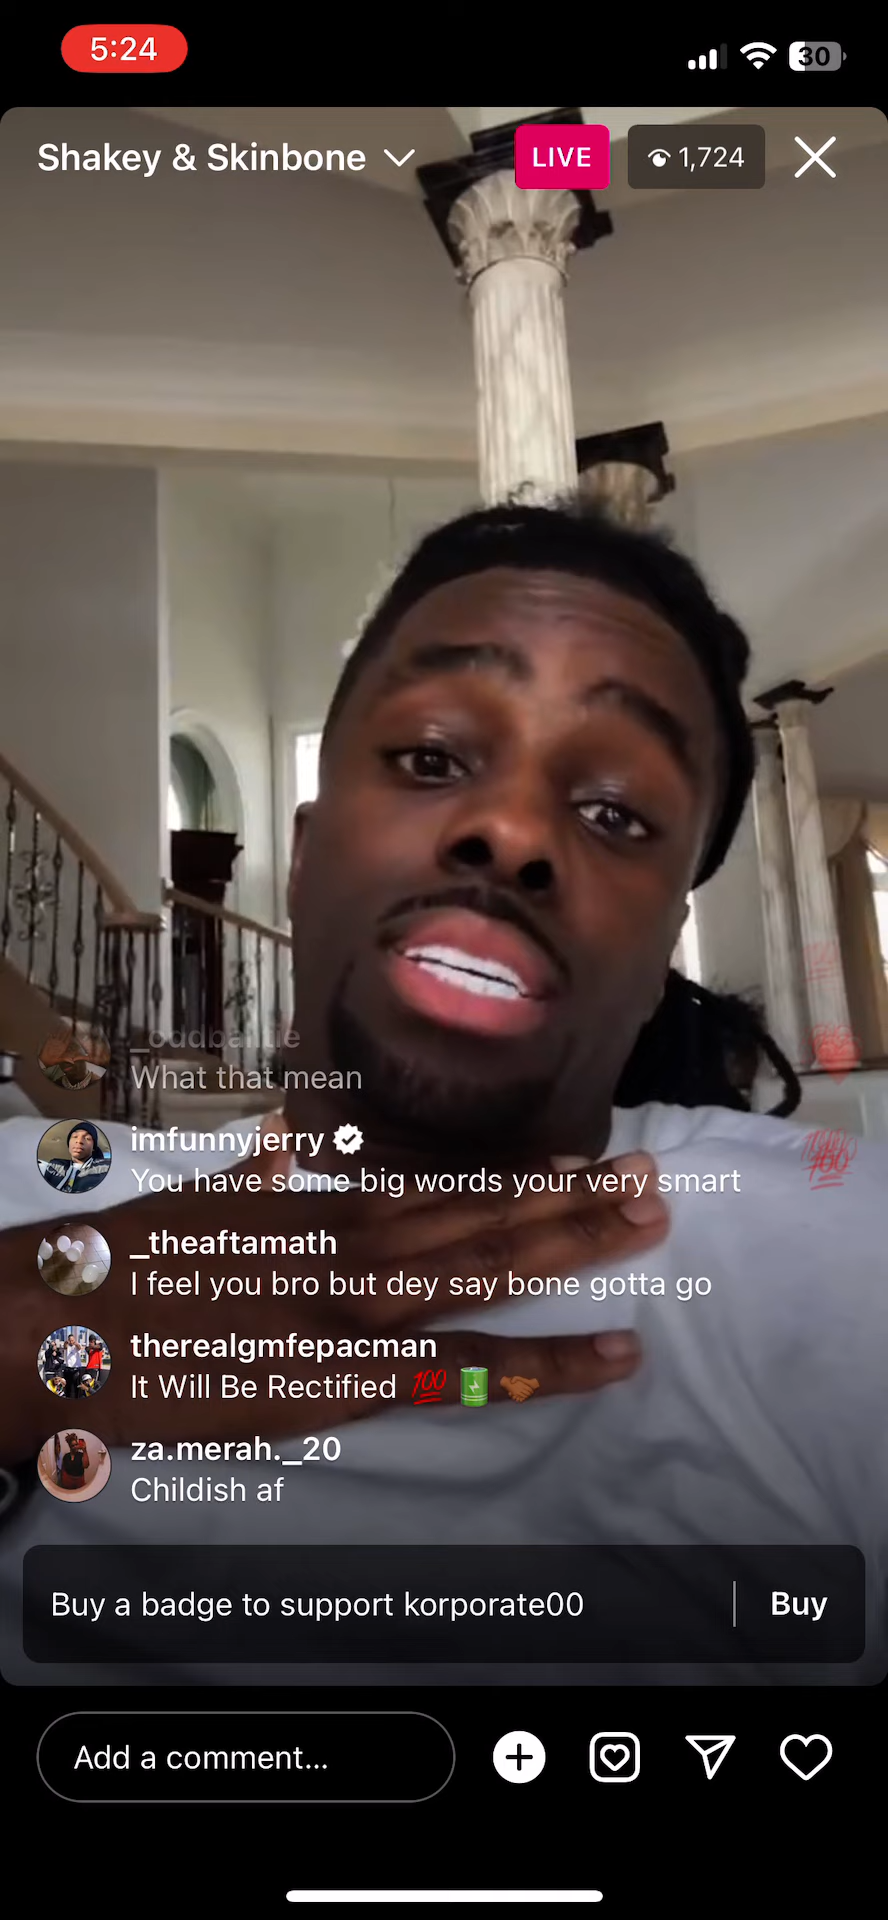 5:24
30
Shakey & Skinbone
LIVE
1,724
What that mean
imfunnyjerry
You have some big words your very smart
_theaftamath
I feel you bro but dey say bone gotta go
therealgmfepacman
It Will Be Rectified 💯🔋🤝🏾
za.merah._20
Childish af
Buy a badge to support korporate00
Buy
Add a comment...